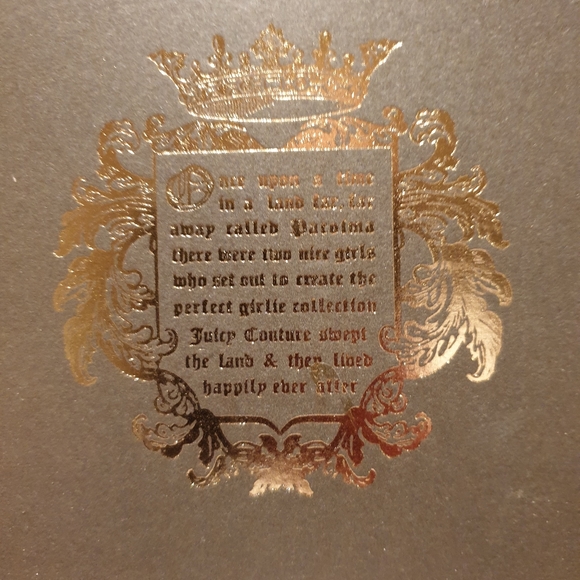 Once upon a time
in a land far, far
away called Pacoima
there were two nice girls
who set out to create the
perfect girlie collection
Juicy Couture swept
the land & they lived
happily ever after